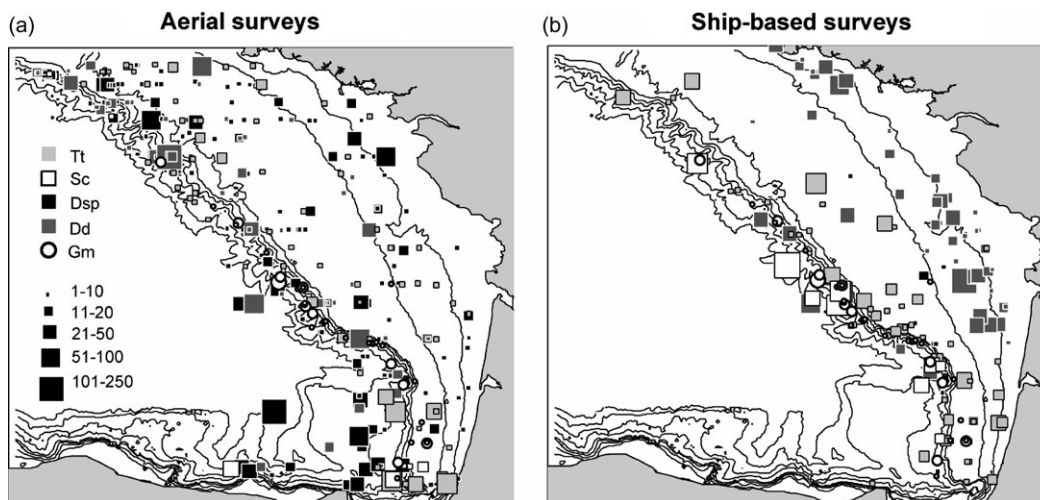 (a) Aerial surveys
(b) Ship-based surveys
Tt
Sc
Dsp
Dd
Gm
1-10
11-20
21-50
51-100
101-250